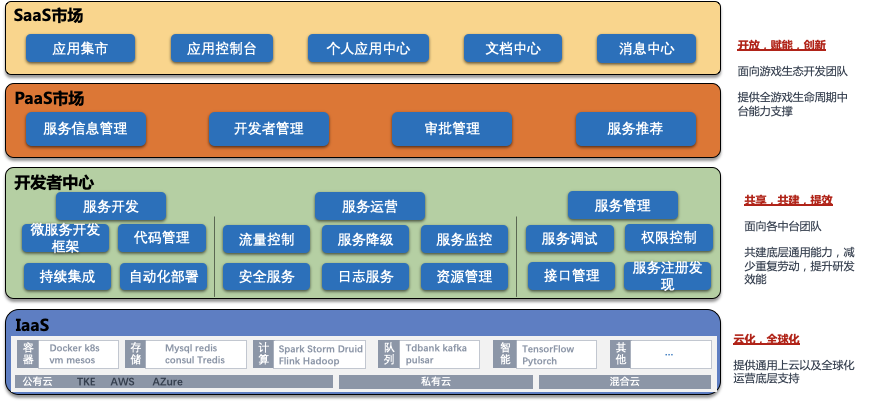 SaaS市场
应用集市
应用控制台
个人应用中心
文档中心
消息中心
开放，赋能，创新
面向游戏生态开发团队
提供全游戏生命周期中
台能力支撑
PaaS市场
服务信息管理
开发者管理
审批管理
服务推荐
开发者中心
服务开发
微服务开发
框架
代码管理
持续集成
自动化部署
服务运营
流量控制
服务降级
服务监控
安全服务
日志服务
资源管理
服务管理
服务调试
权限控制
接口管理
服务注册发
现
共享，共建，提效
面向各中台团队
共建底层通用能力，减
少重复劳动，提升研发
效能
IaaS
容
器
Docker k8s
vm mesos
存
储
Mysql redis
consul Tredis
计
算
Spark Storm Druid
Flink Hadoop
队
列
Tdbank kafka
pulsar
智
能
TensorFlow
Pytorch
其
他
...
公有云 TKE AWS AZure
私有云
混合云
云化，全球化
提供通用上云以及全球化
运营底层支持